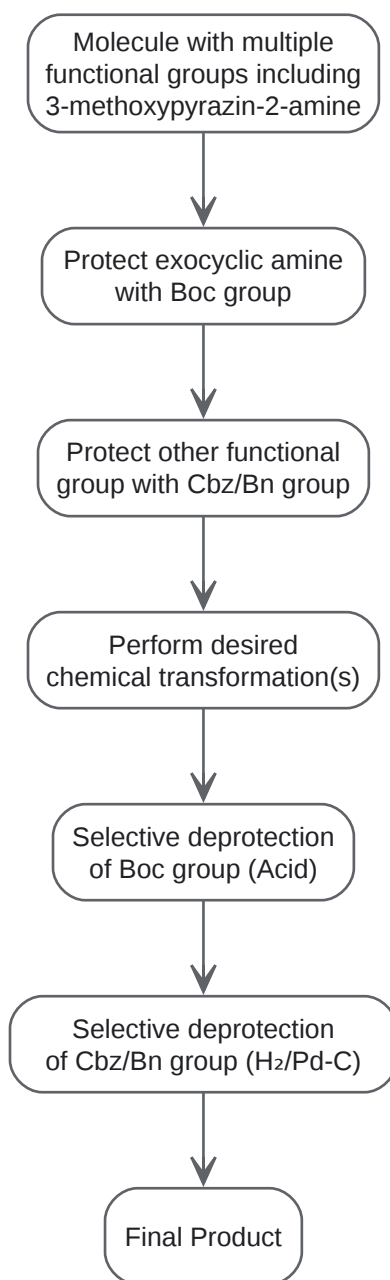 Molecule with multiple
functional groups including
3-methoxypyrazin-2-amine
Protect exocyclic amine
with Boc group
Protect other functional
group with Cbz/Bn group
Perform desired
chemical transformation(s)
Selective deprotection
of Boc group (Acid)
Selective deprotection
of Cbz/Bn group (H₂/Pd-C)
Final Product